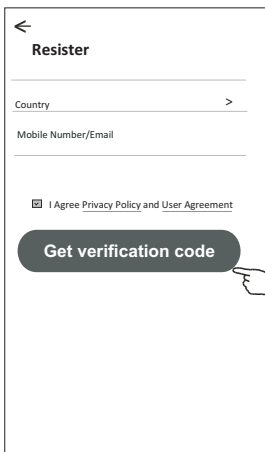 Resister
Country >
Mobile Number/Email
I Agree Privacy Policy and User Agreement
Get verification code